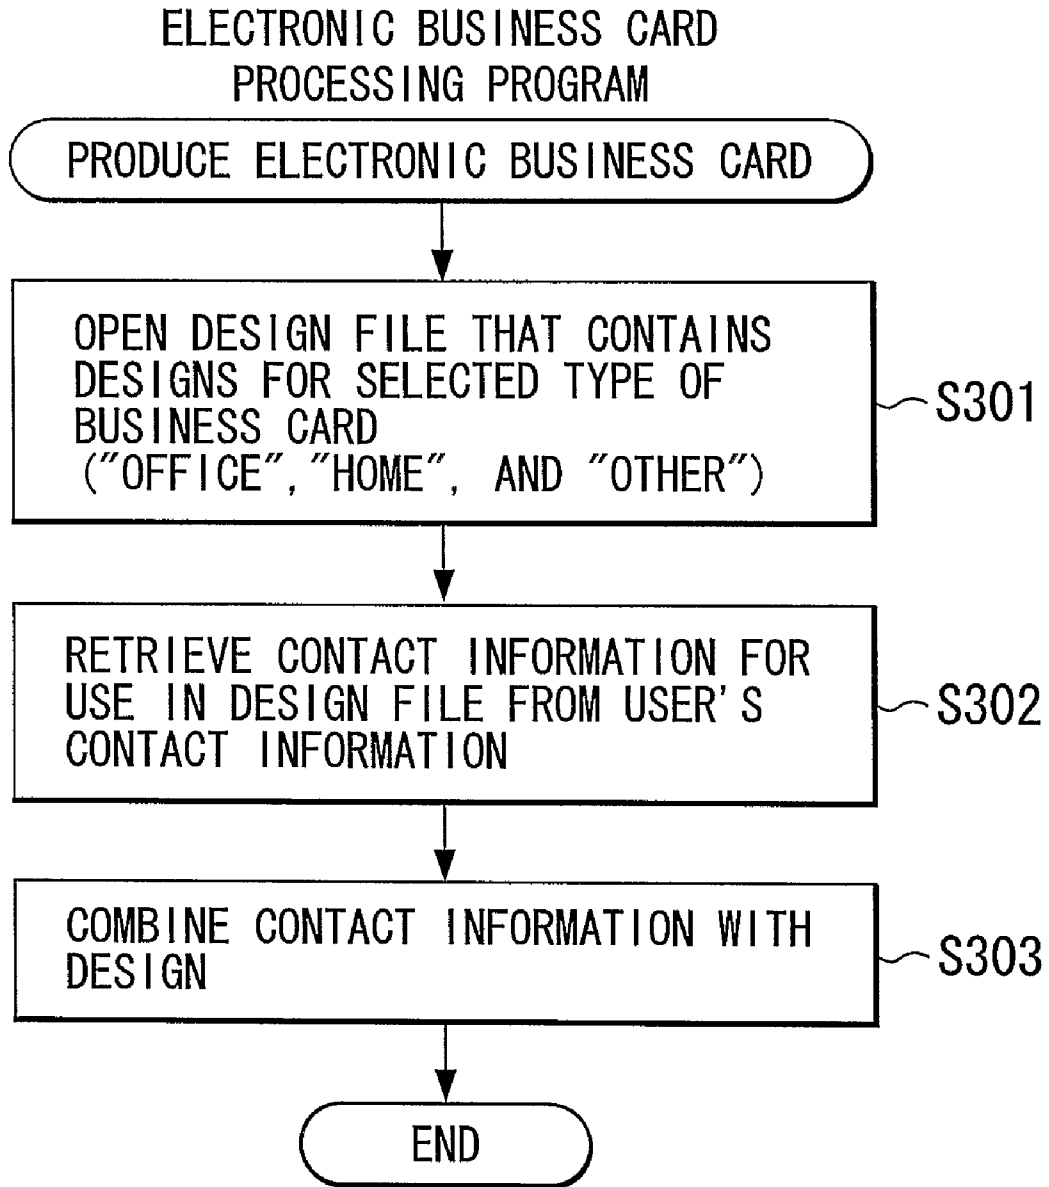 ELECTRONIC BUSINESS CARD
PROCESSING PROGRAM
PRODUCE ELECTRONIC BUSINESS CARD
OPEN DESIGN FILE THAT CONTAINS
DESIGNS FOR SELECTED TYPE OF
BUSINESS CARD
("OFFICE","HOME", AND "OTHER")
S301
RETRIEVE CONTACT INFORMATION FOR
USE IN DESIGN FILE FROM USER'S
CONTACT INFORMATION
S302
COMBINE CONTACT INFORMATION WITH
DESIGN
S303
END